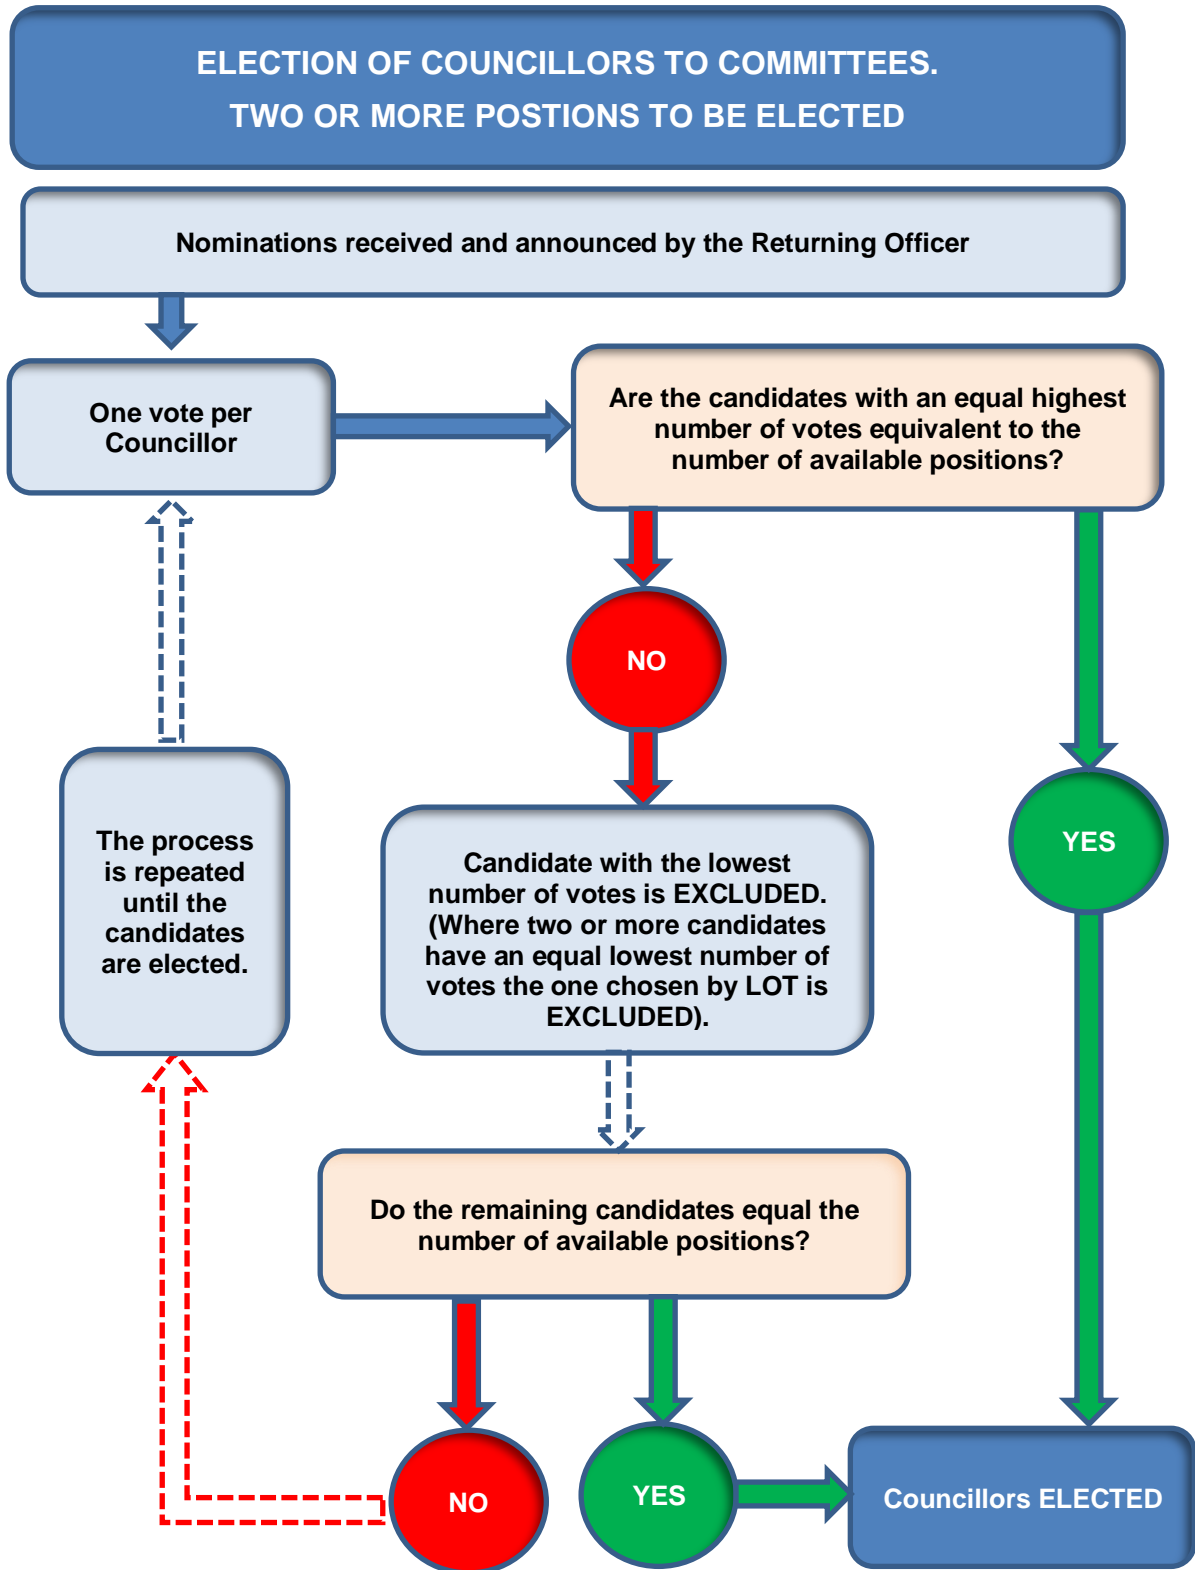 ELECTION OF COUNCILLORS TO COMMITTEES.
TWO OR MORE POSTIONS TO BE ELECTED
Nominations received and announced by the Returning Officer
One vote per
Councillor
Are the candidates with an equal highest
number of votes equivalent to the
number of available positions?
NO
YES
The process
is repeated
until the
candidates
are elected.
Candidate with the lowest
number of votes is EXCLUDED.
(Where two or more candidates
have an equal lowest number of
votes the one chosen by LOT is
EXCLUDED).
Do the remaining candidates equal the
number of available positions?
NO
YES
Councillors ELECTED